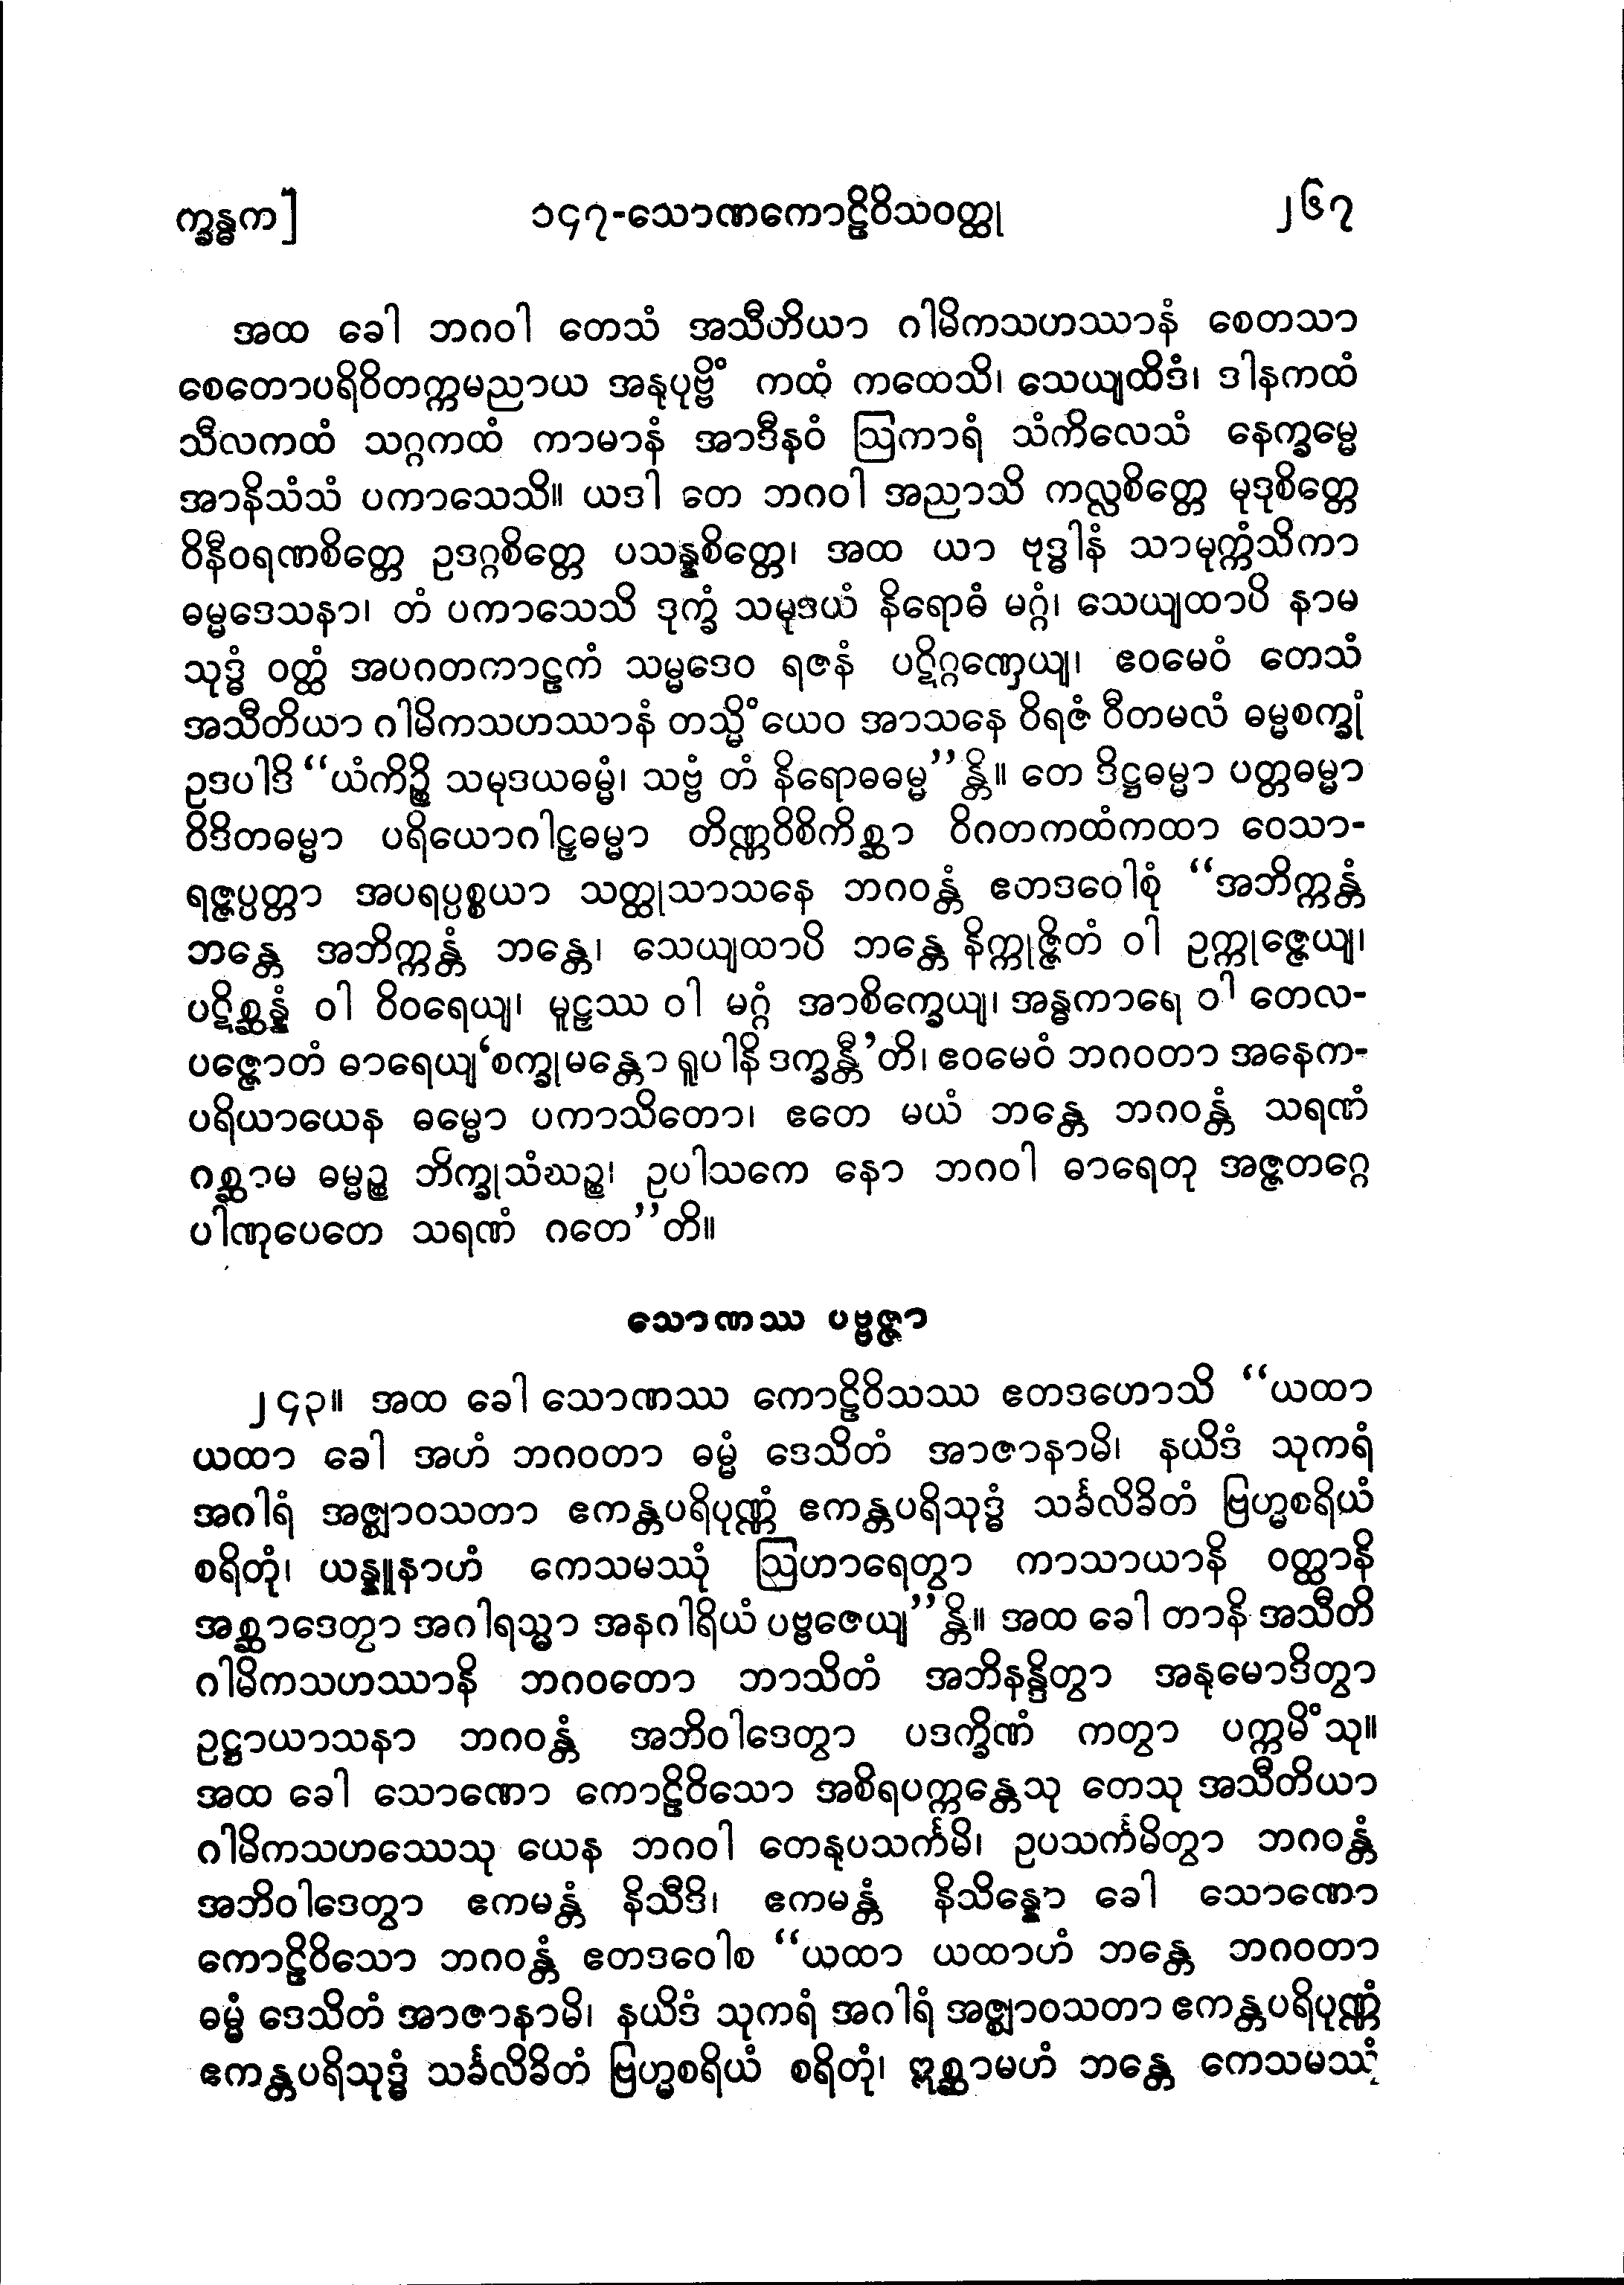 က္ခန္ဓက]
၁၄၇-သောဏကောဠိဝိသဝတ္ထု
၂၆၇
အထ ခေါ ဘဂဝါ တေသံ အသီတိယာ ဂါမိကသဟဿာနံ စေတသာ
စေတောပရိဝိတက္ကမညာယ အနုပုဗ္ဗိံ ကထံ ကထေသိ၊ သေယျထိဒံ၊ ဒါနကထံ
သီလကထံ သဂ္ဂကထံ ကာမာနံ အာဒီနဝံ ဩကာရံ သံကိလေသံ နေက္ခမ္မေ
အာနိသံသံ ပကာသေသိ။ ယဒါ တေ ဘဂဝါ အညာသိ ကလ္လစိတ္တေ မုဒုစိတ္တေ
ဝိနီဝရဏစိတ္တေ ဥဒဂ္ဂစိတ္တေ ပသန္နစိတ္တေ၊ အထ ယာ ဗုဒ္ဓါနံ သာမုက္ကံသိကာ
ဓမ္မဒေသနာ၊ တံ ပကာသေသိ ဒုက္ခံ သမုဒယံ နိရောဓံ မဂ္ဂံ၊ သေယျထာပိ နာမ
သုဒ္ဓံ ဝတ္ထံ အပဂတကာဠကံ သမ္မဒေဝ ရဇနံ ပဋိဂ္ဂဏှေယျ၊ ဧဝမေဝံ တေသံ
အသီတိယာ ဂါမိကသဟဿာနံ တသ္မိံ ယေဝ အာသနေ ဝိရဇံ ဝီတမလံ ဓမ္မစက္ခုံ
ဥဒပါဒိ “ယံကိဉ္စိ သမုဒယဓမ္မံ၊ သဗ္ဗံ တံ နိရောဓဓမ္မ”န္တိ။ တေ ဒိဋ္ဌဓမ္မာ ပတ္တဓမ္မာ
ဝိဒိတဓမ္မာ ပရိယောဂါဠှဓမ္မာ တိဏ္ဏဝိစိကိစ္ဆာ ဝိဂတကထံကထာ ဝေသာ-
ရဇ္ဇပ္ပတ္တာ အပရပ္ပစ္စယာ သတ္ထုသာသနေ ဘဂဝန္တံ ဧတဒဝေါစုံ “အဘိက္ကန္တံ
ဘန္တေ အဘိက္ကန္တံ ဘန္တေ၊ သေယျထာပိ ဘန္တေ နိက္ကုဇ္ဇိတံ ဝါ ဥက္ကုဇ္ဇေယျ၊
ပဋိစ္ဆန္နံ ဝါ ဝိဝရေယျ၊ မူဠှဿ ဝါ မဂ္ဂံ အာစိက္ခေယျ၊ အန္ဓကာရေ ဝါ တေလ-
ပဇ္ဇောတံ ဓာရေယျ ‘စက္ခုမန္တော ရူပါနိ ဒက္ခန္တီ’တိ၊ ဧဝမေဝံ ဘဂဝတာ အနေက-
ပရိယာယေန ဓမ္မော ပကာသိတော၊ ဧတေ မယံ ဘန္တေ ဘဂဝန္တံ သရဏံ
ဂစ္ဆာမ ဓမ္မဉ္စ ဘိက္ခုသံဃဉ္စ၊ ဥပါသကေ နော ဘဂဝါ ဓာရေတု အဇ္ဇတဂ္ဂေ
ပါဏုပေတေ သရဏံ ဂတေ”တိ။
သောဏဿ ပဗ္ဗဇ္ဇာ
၂၄၃။ အထ ခေါ သောဏဿ ကောဠိဝိသဿ ဧတဒဟောသိ “ယထာ
ယထာ ခေါ အဟံ ဘဂဝတာ ဓမ္မံ ဒေသိတံ အာဇာနာမိ၊ နယိဒံ သုကရံ
အဂါရံ အဇ္ဈာဝသတာ ဧကန္တပရိပုဏ္ဏံ ဧကန္တပရိသုဒ္ဓံ သင်္ခလိခိတံ ဗြဟ္မစရိယံ
စရိတုံ၊ ယန္နူနာဟံ ကေသမဿုံ ဩဟာရေတွာ ကာသာယာနိ ဝတ္ထာနိ
အစ္ဆာဒေတွာ အဂါရသ္မာ အနဂါရိယံ ပဗ္ဗဇေယျ”န္တိ။ အထ ခေါ တာနိ အသီတိ
ဂါမိကသဟဿာနိ ဘဂဝတော ဘာသိတံ အဘိနန္ဒိတွာ အနုမောဒိတွာ
ဥဋ္ဌာယာသနာ ဘဂဝန္တံ အဘိဝါဒေတွာ ပဒက္ခိဏံ ကတွာ ပက္ကမိံသု။
အထ ခေါ သောဏော ကောဠိဝိသော အစိရပက္ကန္တေသု တေသု အသီတိယာ
ဂါမိကသဟဿေသု ယေန ဘဂဝါ တေနုပသင်္ကမိ၊ ဥပသင်္ကမိတွာ ဘဂဝန္တံ
အဘိဝါဒေတွာ ဧကမန္တံ နိသီဒိ၊ ဧကမန္တံ နိသိန္နော ခေါ သောဏော
ကောဠိဝိသော ဘဂဝန္တံ ဧတဒဝေါစ “ယထာ ယထာဟံ ဘန္တေ ဘဂဝတာ
ဓမ္မံ ဒေသိတံ အာဇာနာမိ၊ နယိဒံ သုကရံ အဂါရံ အဇ္ဈာဝသတာ ဧကန္တပရိပုဏ္ဏံ
ဧကန္တပရိသုဒ္ဓံ သင်္ခလိခိတံ ဗြဟ္မစရိယံ စရိတုံ၊ ဣစ္ဆာမဟံ ဘန္တေ ကေသမဿုံ